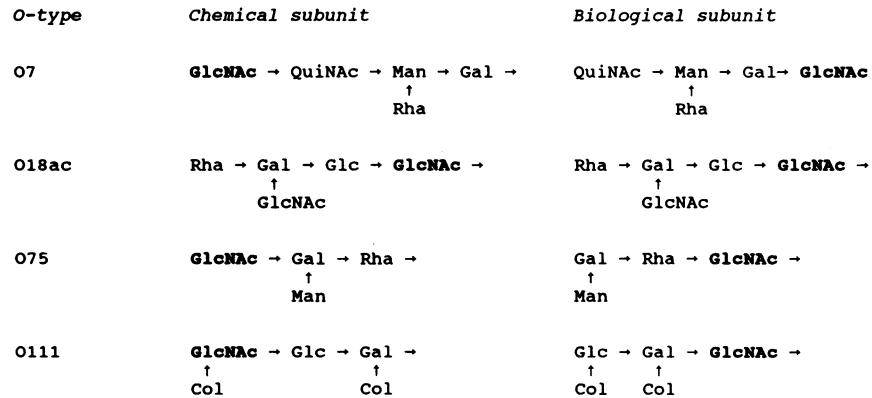 O-type Chemical subunit Biological subunit
O7 GlcNAc → QuiNAc → Man → Gal → QuiNAc → Man → Gal→ GlcNAc
↑ ↑
Rha Rha
O18ac Rha → Gal → Glc → GlcNAc → Rha → Gal → Glc → GlcNAc →
↑ ↑
GlcNAc GlcNAc
O75 GlcNAc → Gal → Rha → Gal → Rha → GlcNAc →
↑ ↑
Man Man
O111 GlcNAc → Glc → Gal → Glc → Gal → GlcNAc →
↑ ↑ ↑ ↑
Col Col Col Col